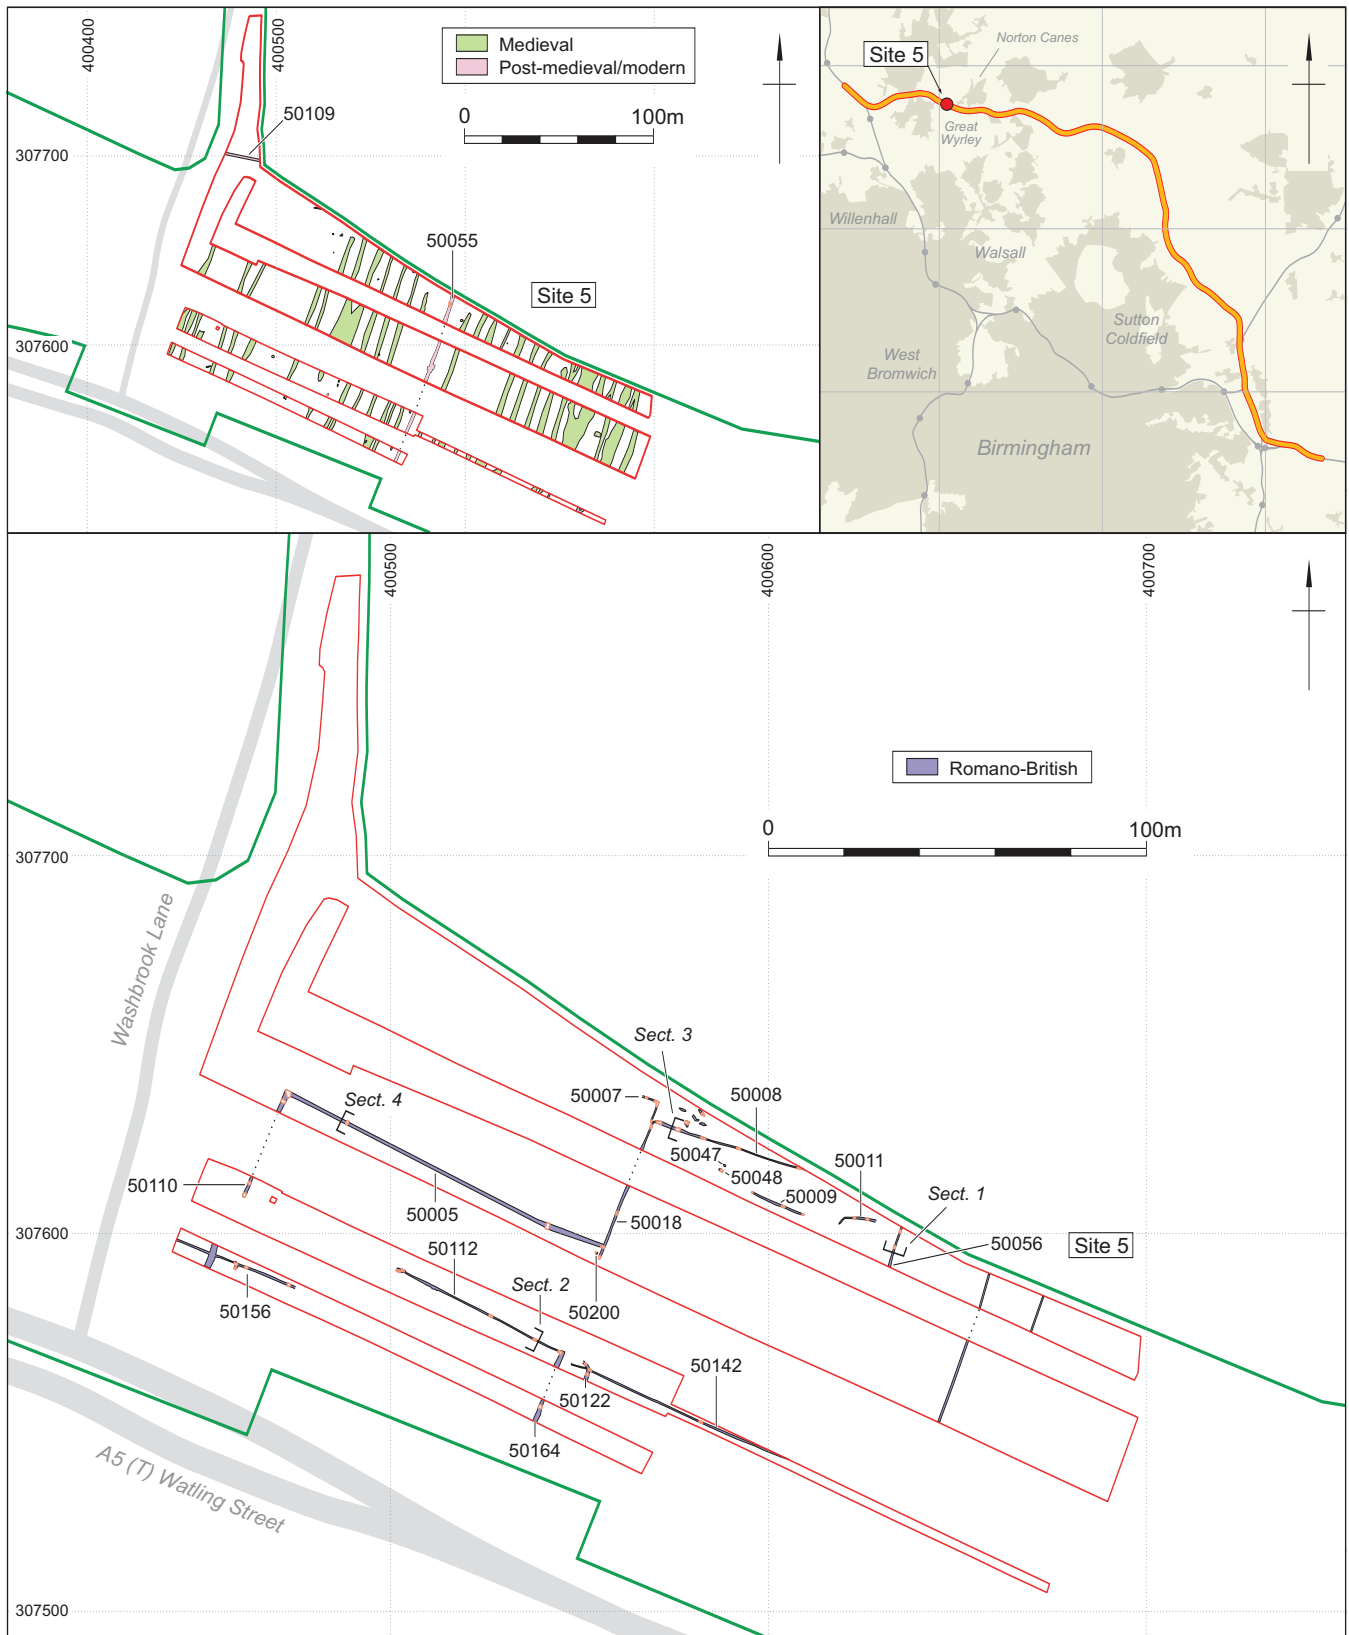 400400
400500
Medieval
Post-medieval/modern
0
100m
50109
307700
50055
Site 5
307600
Site 5
Norton Canes
Great
Wyrley
Willenhall
Walsall
Sutton
Coldfield
West
Bromwich
Birmingham
400500
400600
400700
Romano-British
0
100m
307700
Washbrook Lane
Sect. 3
50007
50008
Sect. 4
50047
50048
50011
50110
50009
Sect. 1
50005
50018
50056
Site 5
307600
50112
Sect. 2
50156
50200
50142
50122
50164
A5 (T) Watling Street
307500